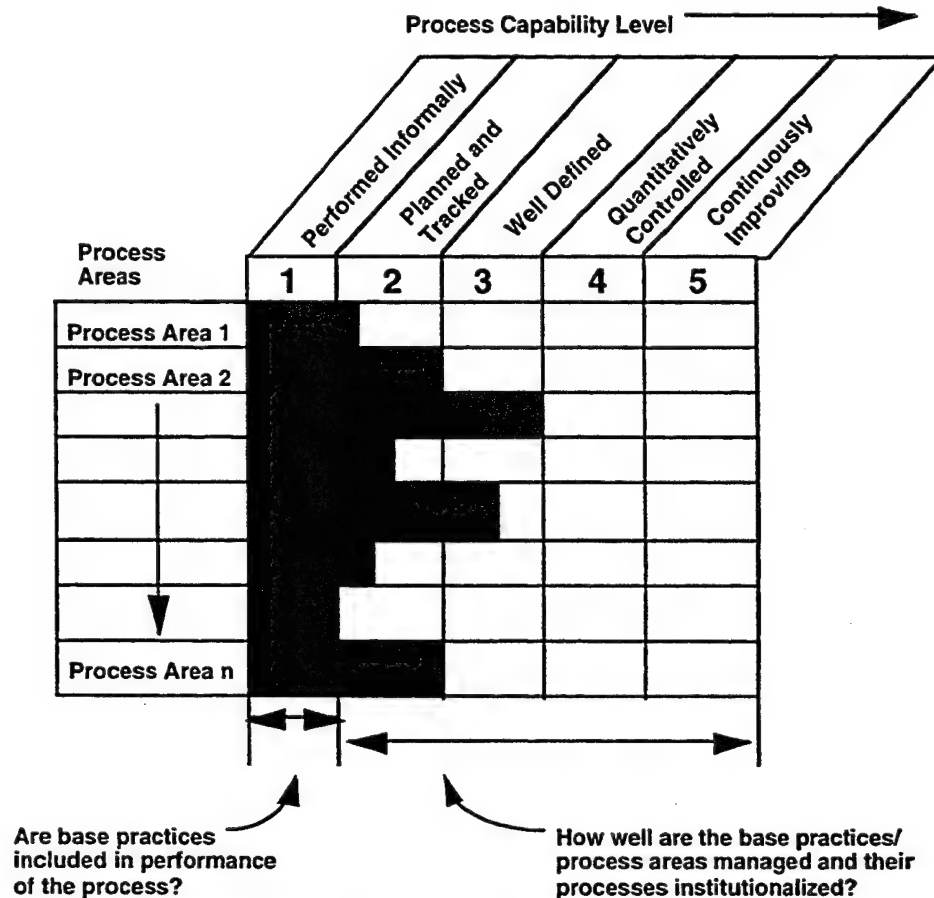 Process Capability Level
Performed Informally
Planned and
Tracked
Well Defined
Quantitatively
Controlled
Continuously
Improving
Process
Areas
1 2 3 4 5
Process Area 1
Process Area 2
Process Area n
Are base practices
included in performance
of the process?
How well are the base practices/
process areas managed and their
processes institutionalized?